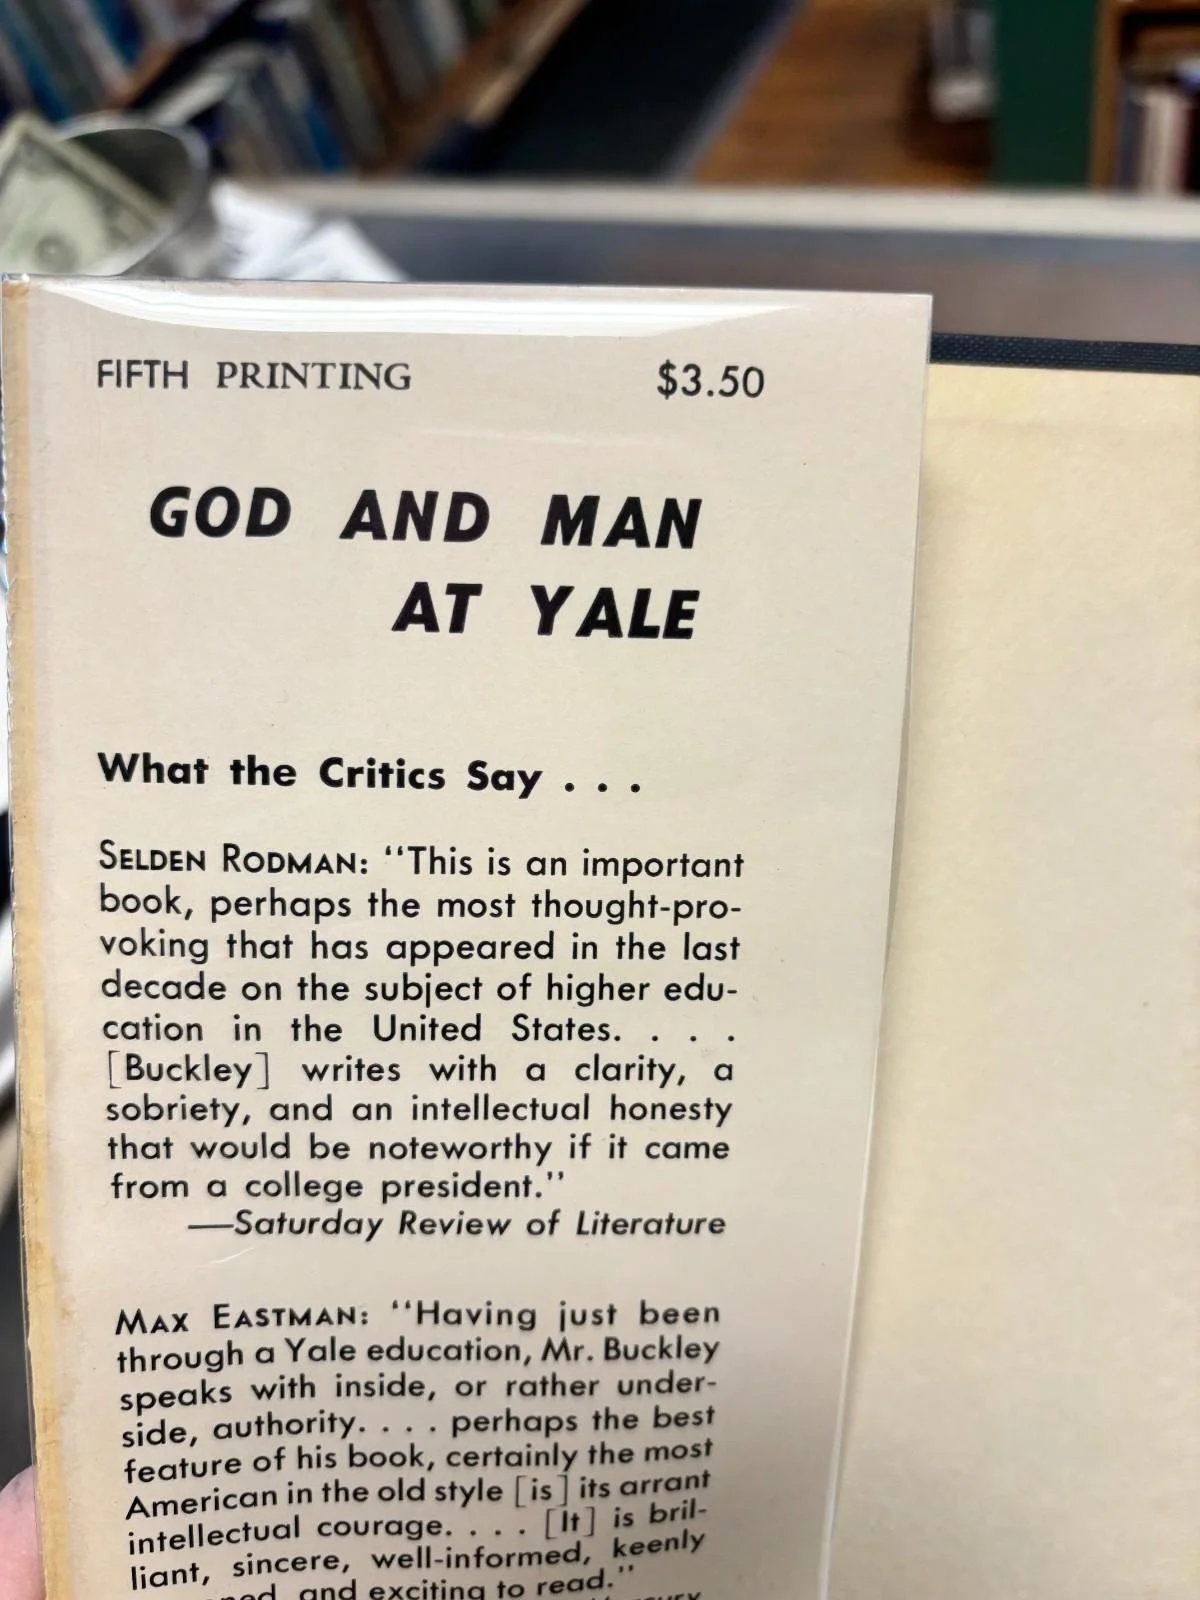 FIFTH PRINTING $3.50
GOD AND MAN
AT YALE
What the Critics Say . . .
SELDEN RODMAN: “This is an important
book, perhaps the most thought-pro-
voking that has appeared in the last
decade on the subject of higher edu-
cation in the United States. . . .
[Buckley] writes with a clarity, a
sobriety, and an intellectual honesty
that would be noteworthy if it came
from a college president.”
—Saturday Review of Literature
MAX EASTMAN: “Having just been
through a Yale education, Mr. Buckley
speaks with inside, or rather under-
side, authority. . . . perhaps the best
feature of his book, certainly the most
American in the old style [is] its arrant
intellectual courage. . . . [It] is bril-
liant, sincere, well-informed, keenly
and exciting to read.”